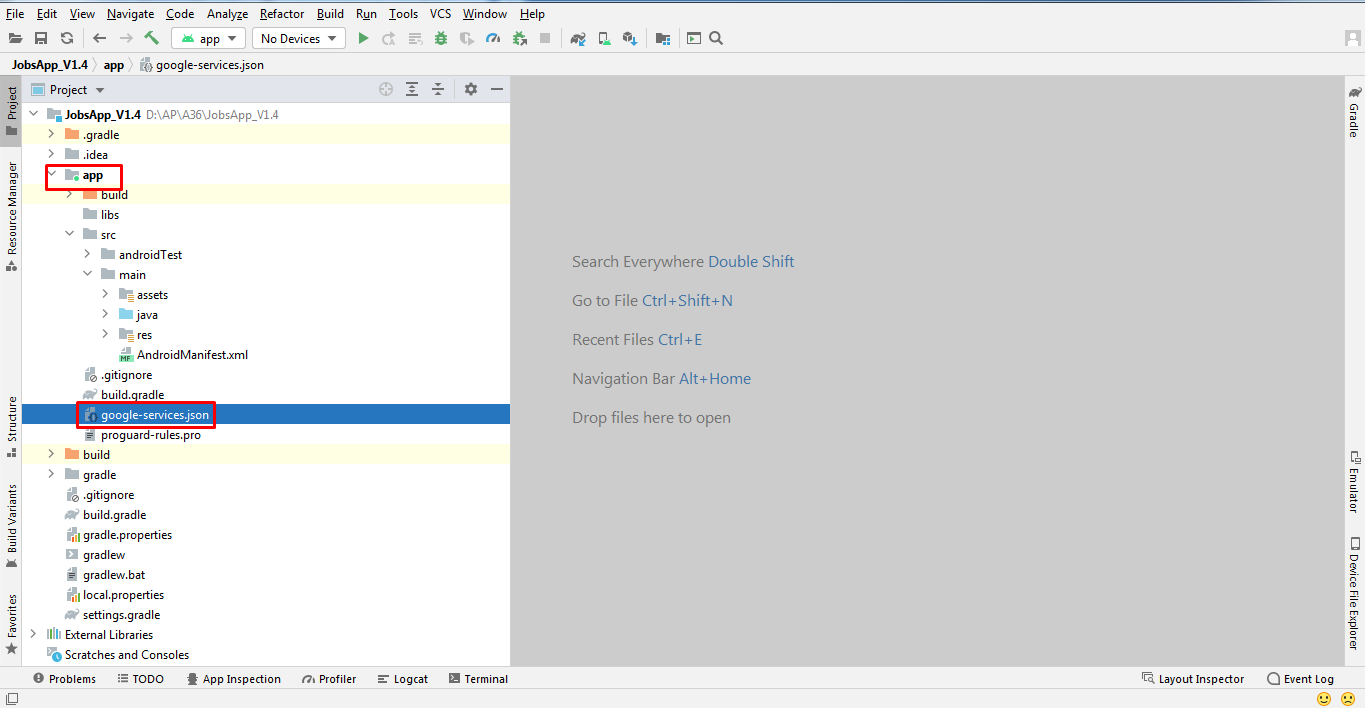 File Edit View Navigate Code Analyze Refactor Build Run Tools VCS Window Help
app No Devices
JobsApp_V1.4 app google-services.json
Project
JobsApp_V1.4 D:\AP\A36\JobsApp_V1.4
.gradle
.idea
app
build
libs
src
androidTest
main
assets
java
res
MF AndroidManifest.xml
.gitignore
build.gradle
google-services.json
proguard-rules.pro
build
gradle
.gitignore
build.gradle
gradle.properties
gradlew
gradlew.bat
local.properties
settings.gradle
External Libraries
Scratches and Consoles
Project
Resource Manager
Structure
Build Variants
Favorites
Search Everywhere Double Shift
Go to File Ctrl+Shift+N
Recent Files Ctrl+E
Navigation Bar Alt+Home
Drop files here to open
Gradle
Emulator
Device File Explorer
Problems TODO App Inspection Profiler Logcat Terminal Layout Inspector Event Log